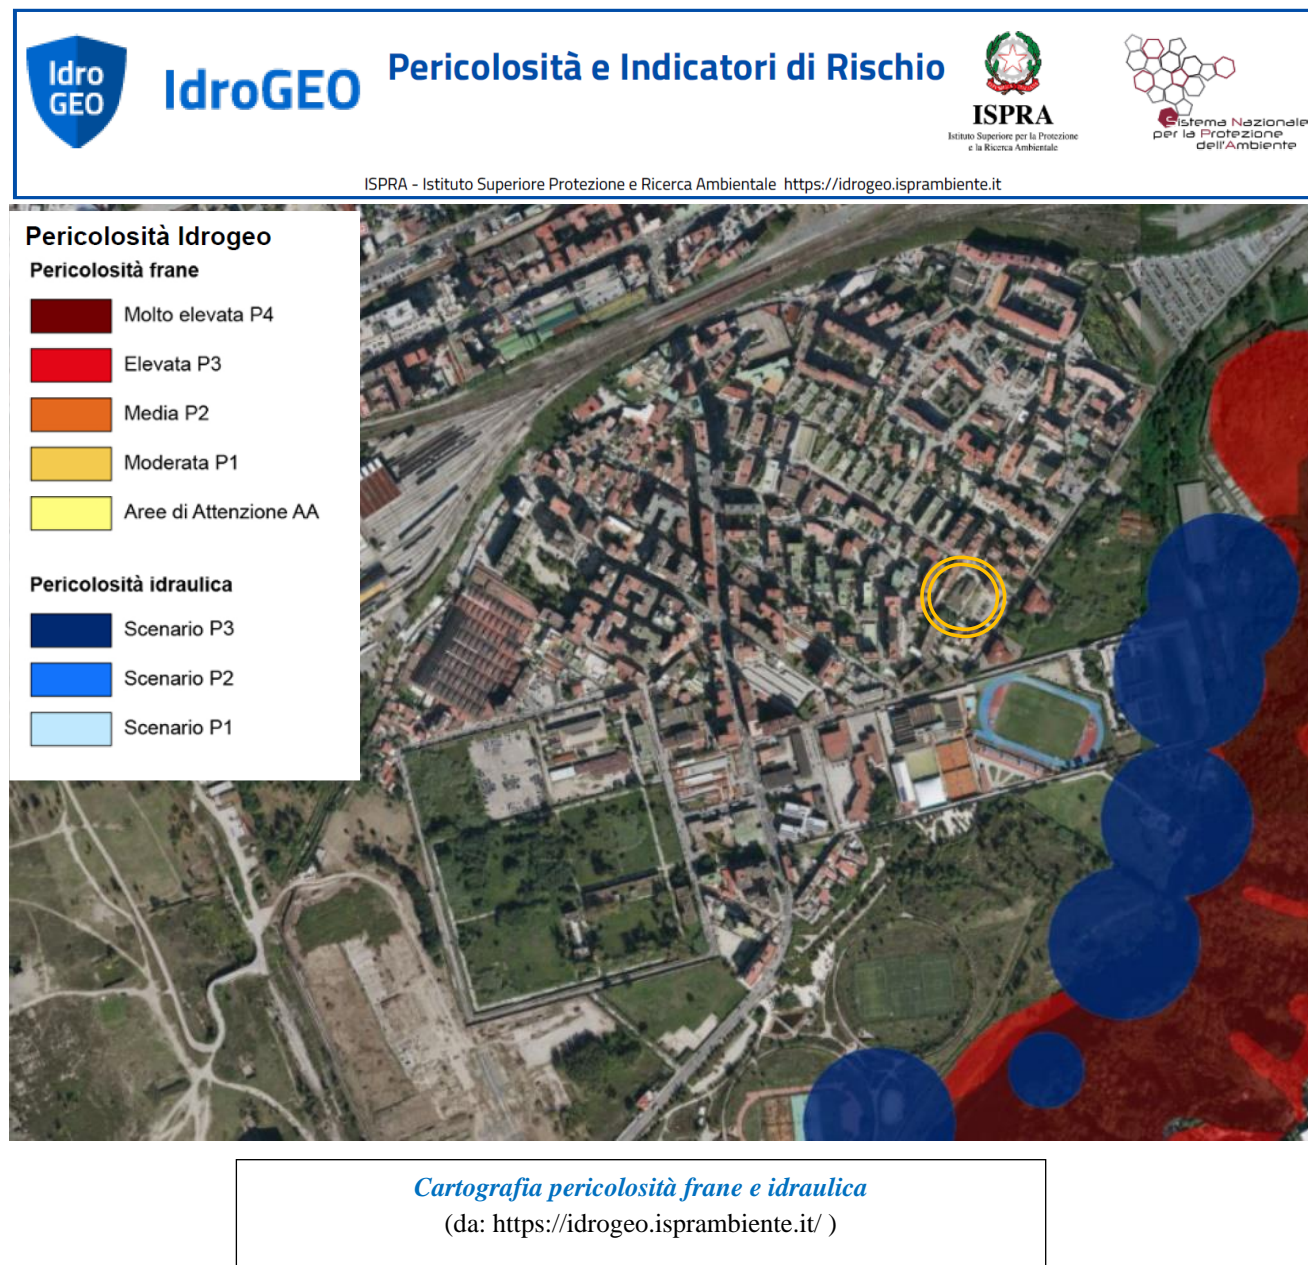 Idro
GEO
IdroGEO
Pericolosità e Indicatori di Rischio
ISPRA
Istituto Superiore per la Protezione
e la Ricerca Ambientale
Sistema Nazionale
per la Protezione
dell'Ambiente
ISPRA - Istituto Superiore Protezione e Ricerca Ambientale https://idrogeo.isprambiente.it
Pericolosità Idrogeo
Pericolosità frane
Molto elevata P4
Elevata P3
Media P2
Moderata P1
Aree di Attenzione AA
Pericolosità idraulica
Scenario P3
Scenario P2
Scenario P1
Cartografia pericolosità frane e idraulica
(da: https://idrogeo.isprambiente.it/ )